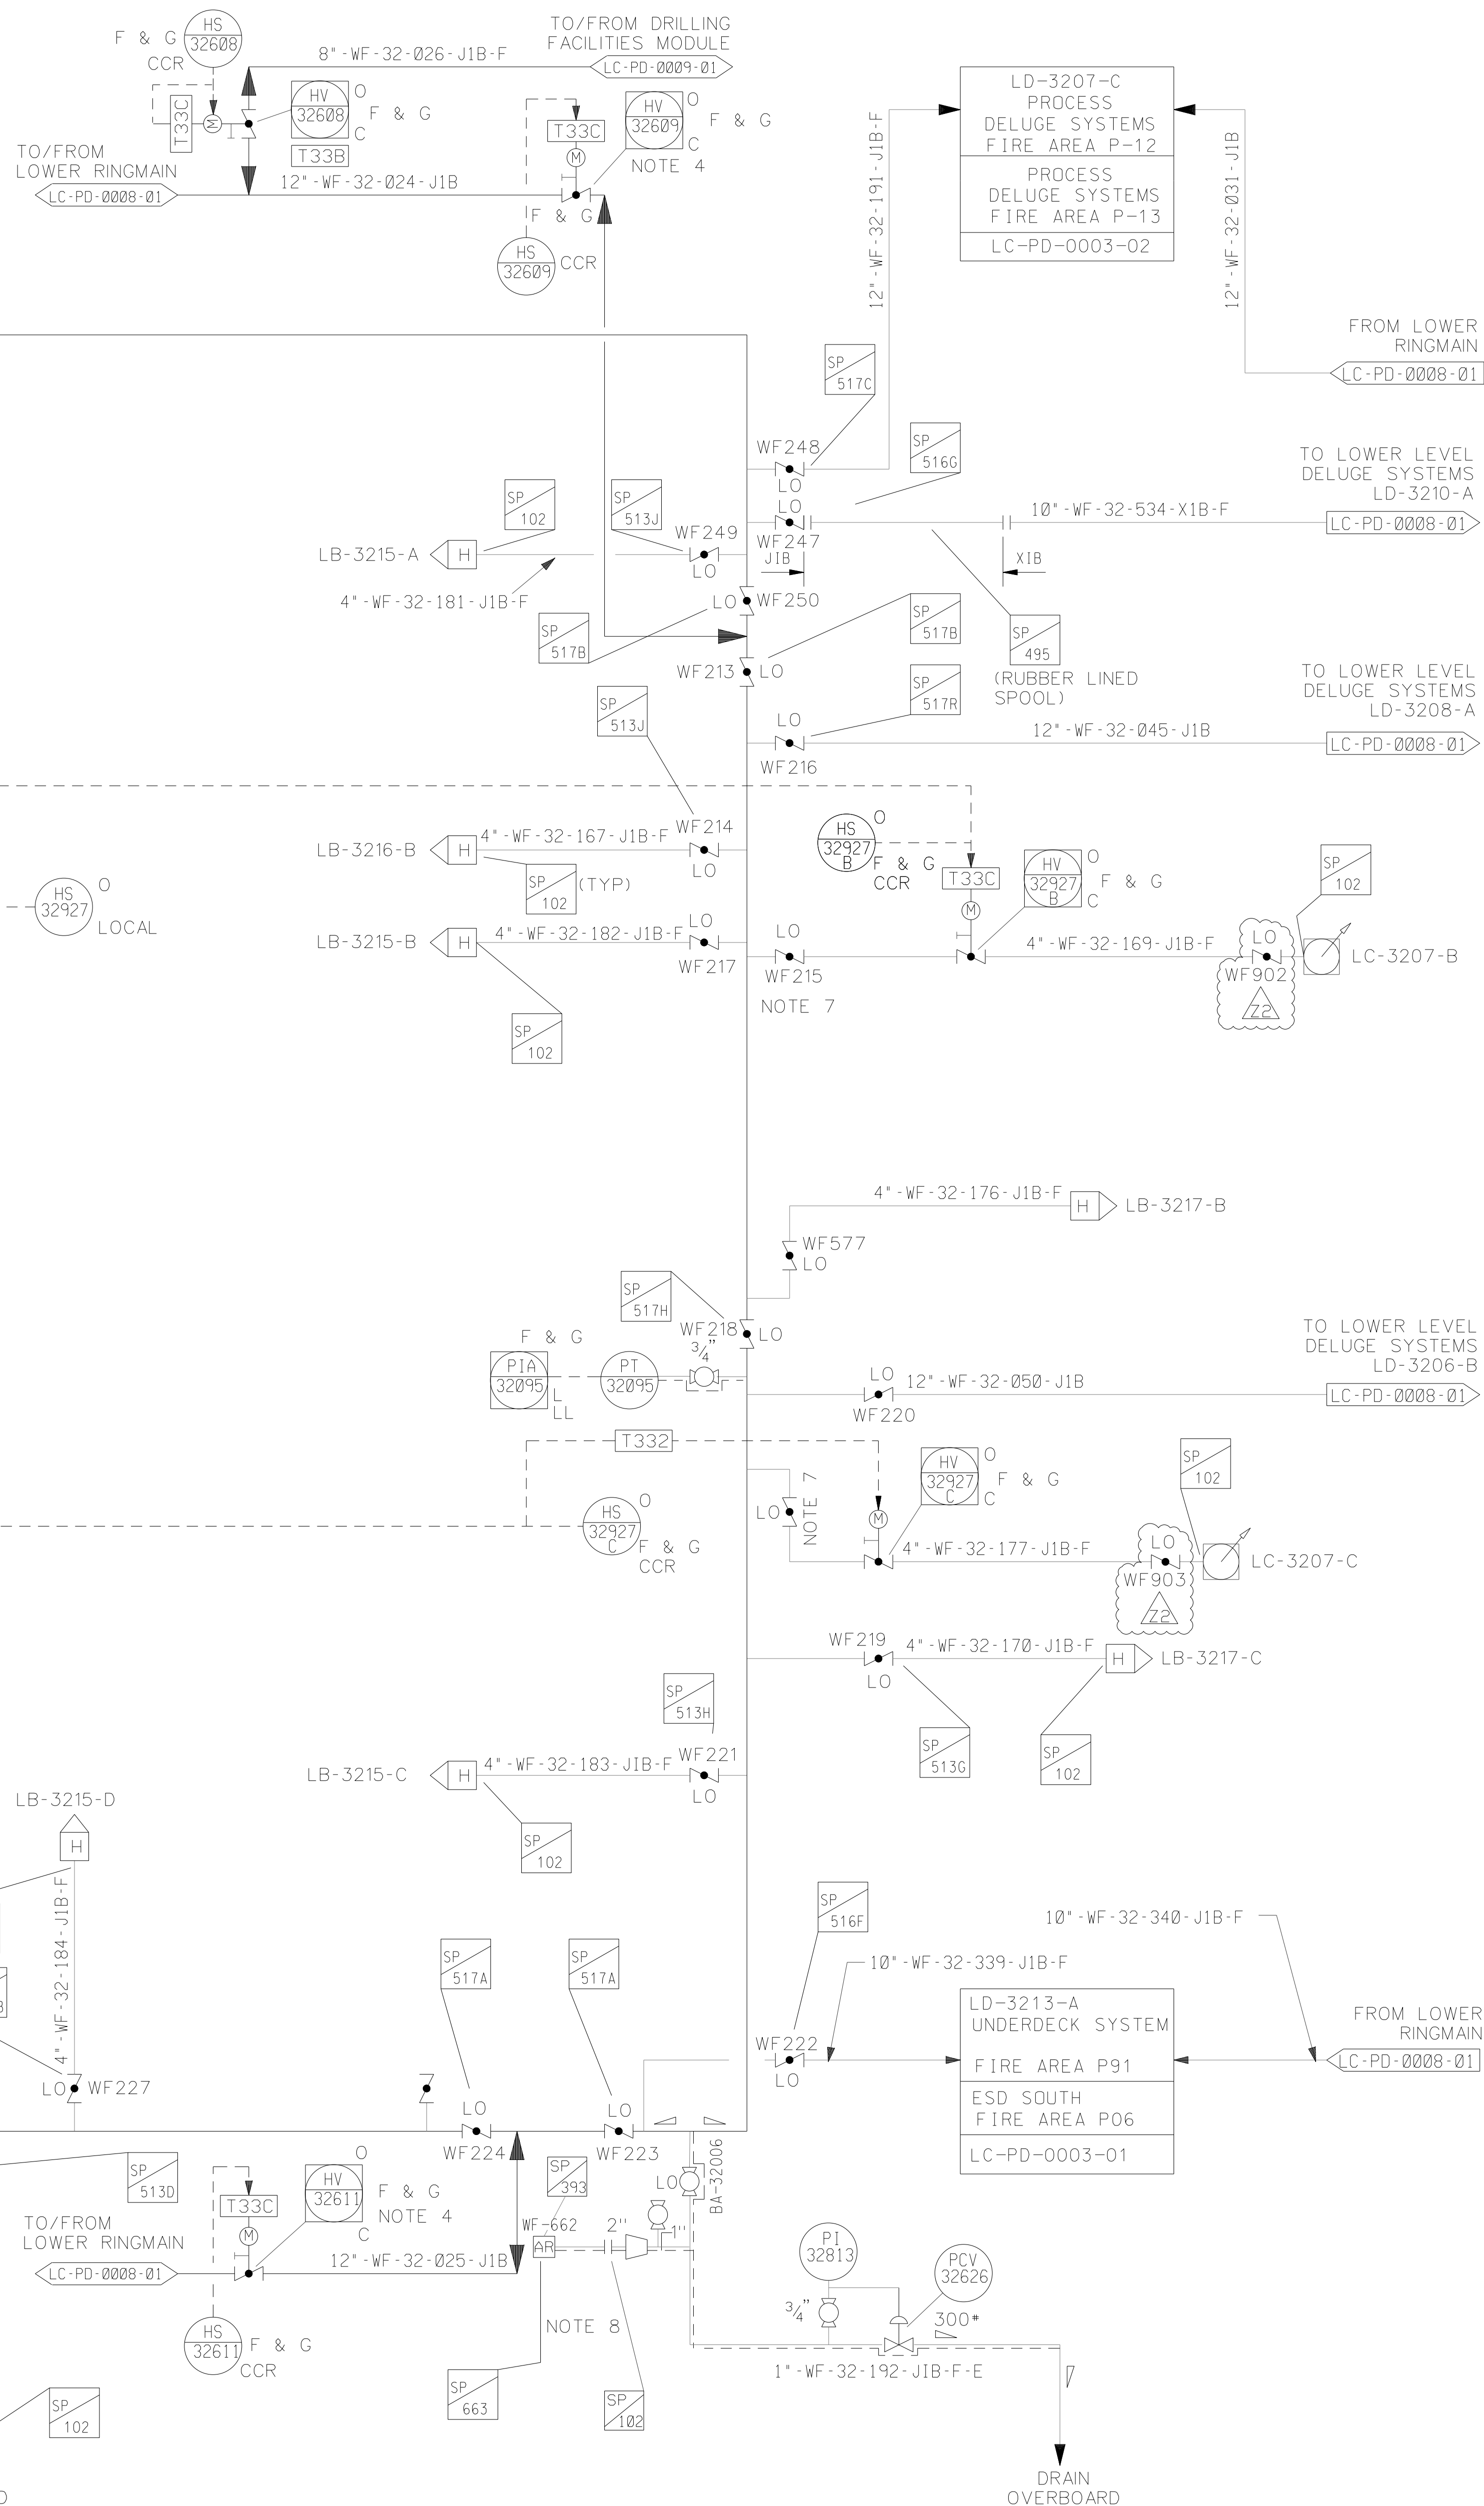 HS
32608
F & G
CCR
T33C
M
HV
32608
O
C
F & G
T33B
8"-WF-32-026-J1B-F
TO/FROM DRILLING
FACILITIES MODULE
LC-PD-0009-01
TO/FROM
LOWER RINGMAIN
LC-PD-0008-01
12"-WF-32-024-J1B
T33C
M
HV
32609
O
C
F & G
NOTE 4
F & G
HS
32609
CCR
LD-3207-C
PROCESS
DELUGE SYSTEMS
FIRE AREA P-12
PROCESS
DELUGE SYSTEMS
FIRE AREA P-13
LC-PD-0003-02
12"-WF-32-191-J1B-F
12"-WF-32-031-J1B
FROM LOWER
RINGMAIN
LC-PD-0008-01
SP
517C
WF248
LO
SP
516G
LO
WF247
10"-WF-32-534-X1B-F
TO LOWER LEVEL
DELUGE SYSTEMS
LD-3210-A
LC-PD-0008-01
JIB
XIB
SP
102
SP
513J
WF249
LO
LB-3215-A
H
4"-WF-32-181-J1B-F
LO
WF250
SP
517B
SP
517B
SP
495
(RUBBER LINED
SPOOL)
WF213
LO
SP
517R
SP
513J
LO
WF216
12"-WF-32-045-J1B
TO LOWER LEVEL
DELUGE SYSTEMS
LD-3208-A
LC-PD-0008-01
LB-3216-B
H
4"-WF-32-167-J1B-F
WF214
LO
SP
102
(TYP)
HS
32927
O
LOCAL
LB-3215-B
H
4"-WF-32-182-J1B-F
LO
WF217
SP
102
HS
32927
B
O
F & G
CCR
T33C
M
HV
32927
B
O
C
F & G
LO
WF215
NOTE 7
4"-WF-32-169-J1B-F
LO
WF902
Z2
SP
102
LC-3207-B
4"-WF-32-176-J1B-F
H
LB-3217-B
WF577
LO
SP
517H
WF218
LO
F & G
PIA
32095
L
LL
PT
32095
3/4"
LO
WF220
12"-WF-32-050-J1B
TO LOWER LEVEL
DELUGE SYSTEMS
LD-3206-B
LC-PD-0008-01
T332
HS
32927
C
O
F & G
CCR
LO
NOTE 7
M
HV
32927
C
O
C
F & G
4"-WF-32-177-J1B-F
LO
WF903
Z2
SP
102
LC-3207-C
WF219
LO
4"-WF-32-170-J1B-F
H
LB-3217-C
SP
513G
SP
102
SP
513H
LB-3215-C
H
4"-WF-32-183-JIB-F
WF221
LO
SP
102
LB-3215-D
H
4"-WF-32-184-J1B-F
LO
WF227
SP
517A
SP
517A
LO
WF224
LO
WF223
SP
516F
WF222
LO
10"-WF-32-339-J1B-F
10"-WF-32-340-J1B-F
LD-3213-A
UNDERDECK SYSTEM
FIRE AREA P91
ESD SOUTH
FIRE AREA P06
LC-PD-0003-01
FROM LOWER
RINGMAIN
LC-PD-0008-01
SP
513D
TO/FROM
LOWER RINGMAIN
LC-PD-0008-01
T33C
M
HV
32611
O
C
F & G
NOTE 4
12"-WF-32-025-J1B
HS
32611
F & G
CCR
SP
102
SP
393
WF-662
AR
2"
1"
LO
BA-32006
NOTE 8
SP
663
SP
102
PI
32813
3/4"
PCV
32626
300#
1"-WF-32-192-JIB-F-E
DRAIN
OVERBOARD